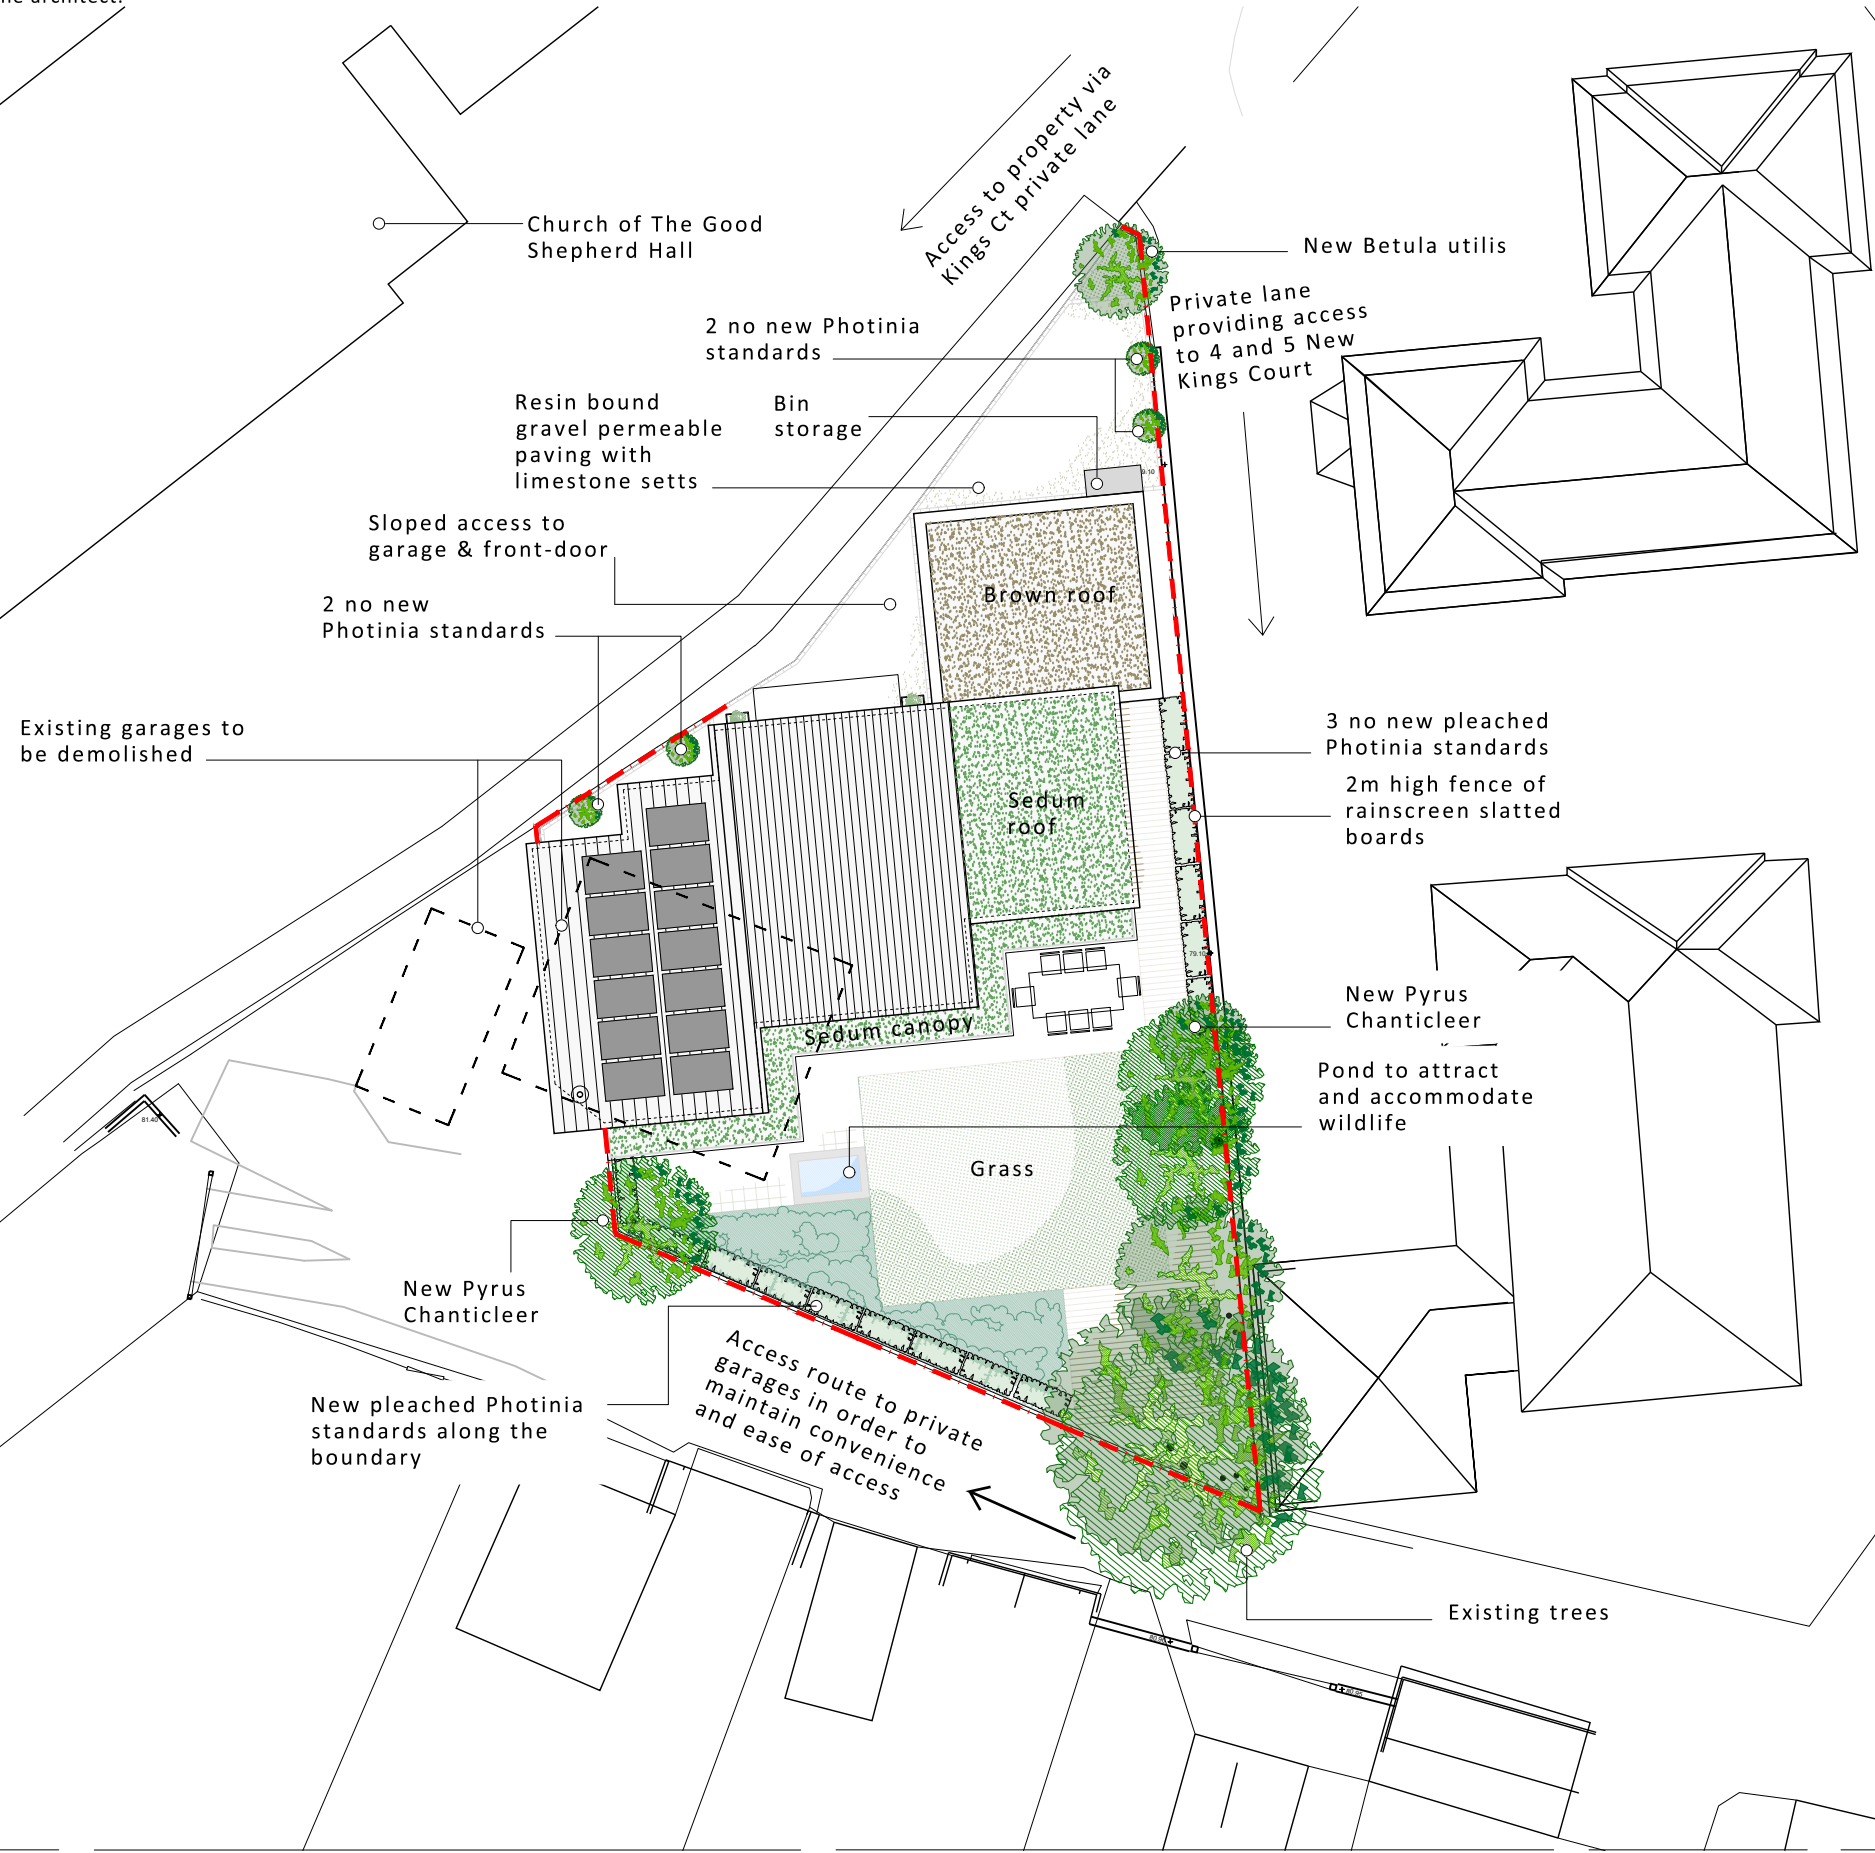 Access to property via
Kings Ct private lane
Church of The Good
Shepherd Hall
New Betula utilis
Private lane
providing access
to 4 and 5 New
Kings Court
2 no new Photinia
standards
Resin bound
gravel permeable
paving with
limestone setts
Bin
storage
Sloped access to
garage & front-door
Brown roof
2 no new
Photinia standards
Existing garages to
be demolished
3 no new pleached
Photinia standards
2m high fence of
rainscreen slatted
boards
Sedum
roof
79.10
New Pyrus
Chanticleer
Sedum canopy
Pond to attract
and accommodate
wildlife
81.40
Grass
New Pyrus
Chanticleer
New pleached Photinia
standards along the
boundary
Access route to private
garages in order to
maintain convenience
and ease of access
Existing trees